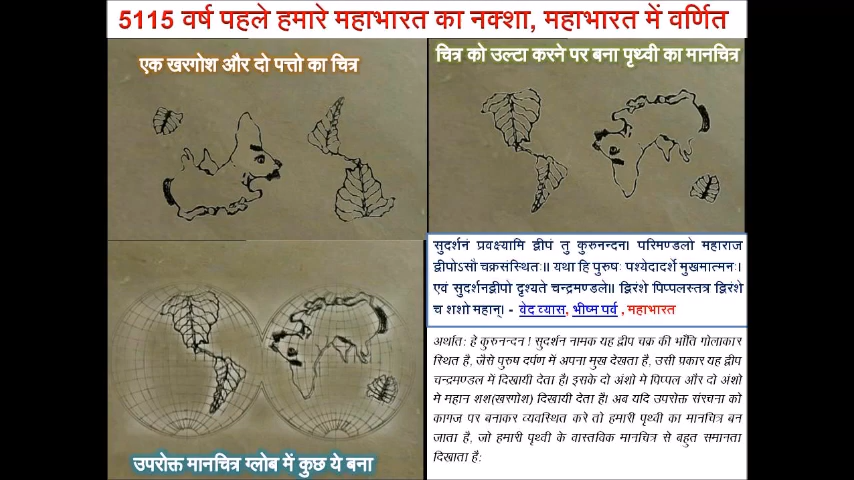 5115 वर्ष पहले हमारे महाभारत का नक्शा, महाभारत में वर्णित
एक खरगोश और दो पत्तो का चित्र
चित्र को उल्टा करने पर बना पृथ्वी का मानचित्र
सुदर्शनं प्रवक्ष्यामि द्वीपं तु कुरुनन्दन। परिमण्डलो महाराज
द्वीपोऽसौ चक्रसंस्थितः॥ यथा हि पुरुषः पश्येदादर्शे मुखमात्मनः।
एवं सुदर्शनद्वीपो दृश्यते चन्द्रमण्डले॥ द्विरंशे पिप्पलस्तत्र द्विरंशे
च शशो महान्। - वेद व्यास, भीष्म पर्व , महाभारत
अर्थातः हे कुरुनन्दन ! सुदर्शन नामक यह द्वीप चक्र की भाँति गोलाकार
स्थित है, जैसे पुरुष दर्पण में अपना मुख देखता है, उसी प्रकार यह द्वीप
चन्द्रमण्डल में दिखायी देता है। इसके दो अंशो मे पिप्पल और दो अंशो
मे महान शश(खरगोश) दिखायी देता है। अब यदि उपरोक्त संरचना को
कागज पर बनाकर व्यवस्थित करे तो हमारी पृथ्वी का मानचित्र बन
जाता है, जो हमारी पृथ्वी के वास्तविक मानचित्र से बहुत समानता
दिखाता है:
उपरोक्त मानचित्र ग्लोब में कुछ ये बना